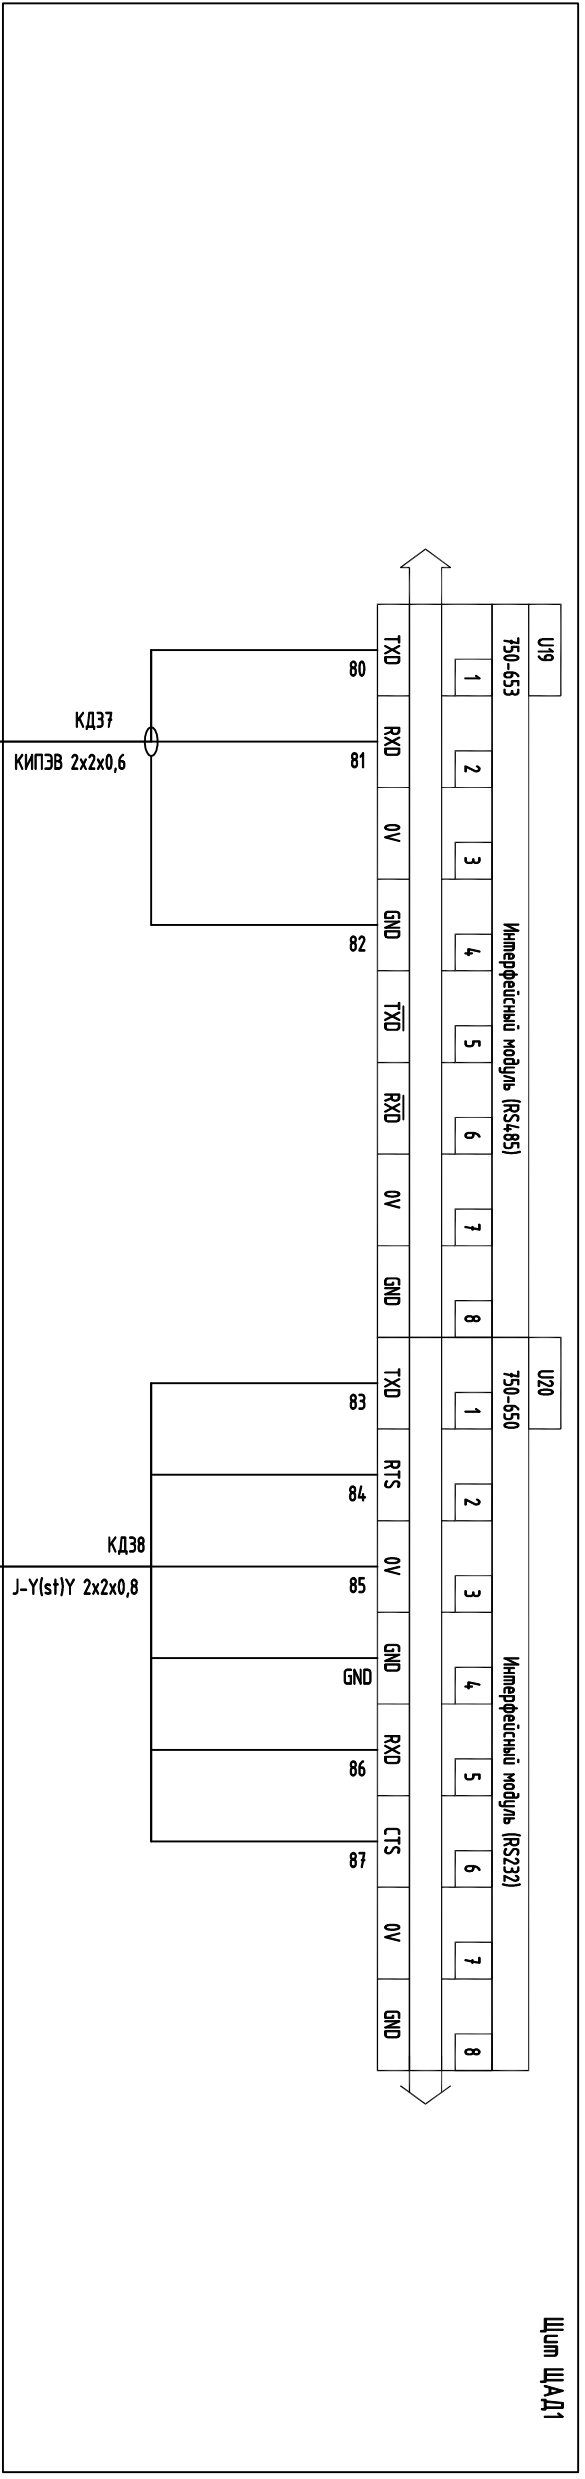 Щит ЩАД1
U19
750-653
Интерфейсный модуль (RS485)
1
2
3
4
5
6
7
8
TXD
RXD
0V
GND
TXD
RXD
0V
GND
80
81
82
КД37
КИПЭВ 2x2x0,6
U20
750-650
Интерфейсный модуль (RS232)
1
2
3
4
5
6
7
8
TXD
RTS
0V
GND
RXD
CTS
0V
GND
83
84
85
GND
86
87
КД38
J-Y(st)Y 2x2x0,8